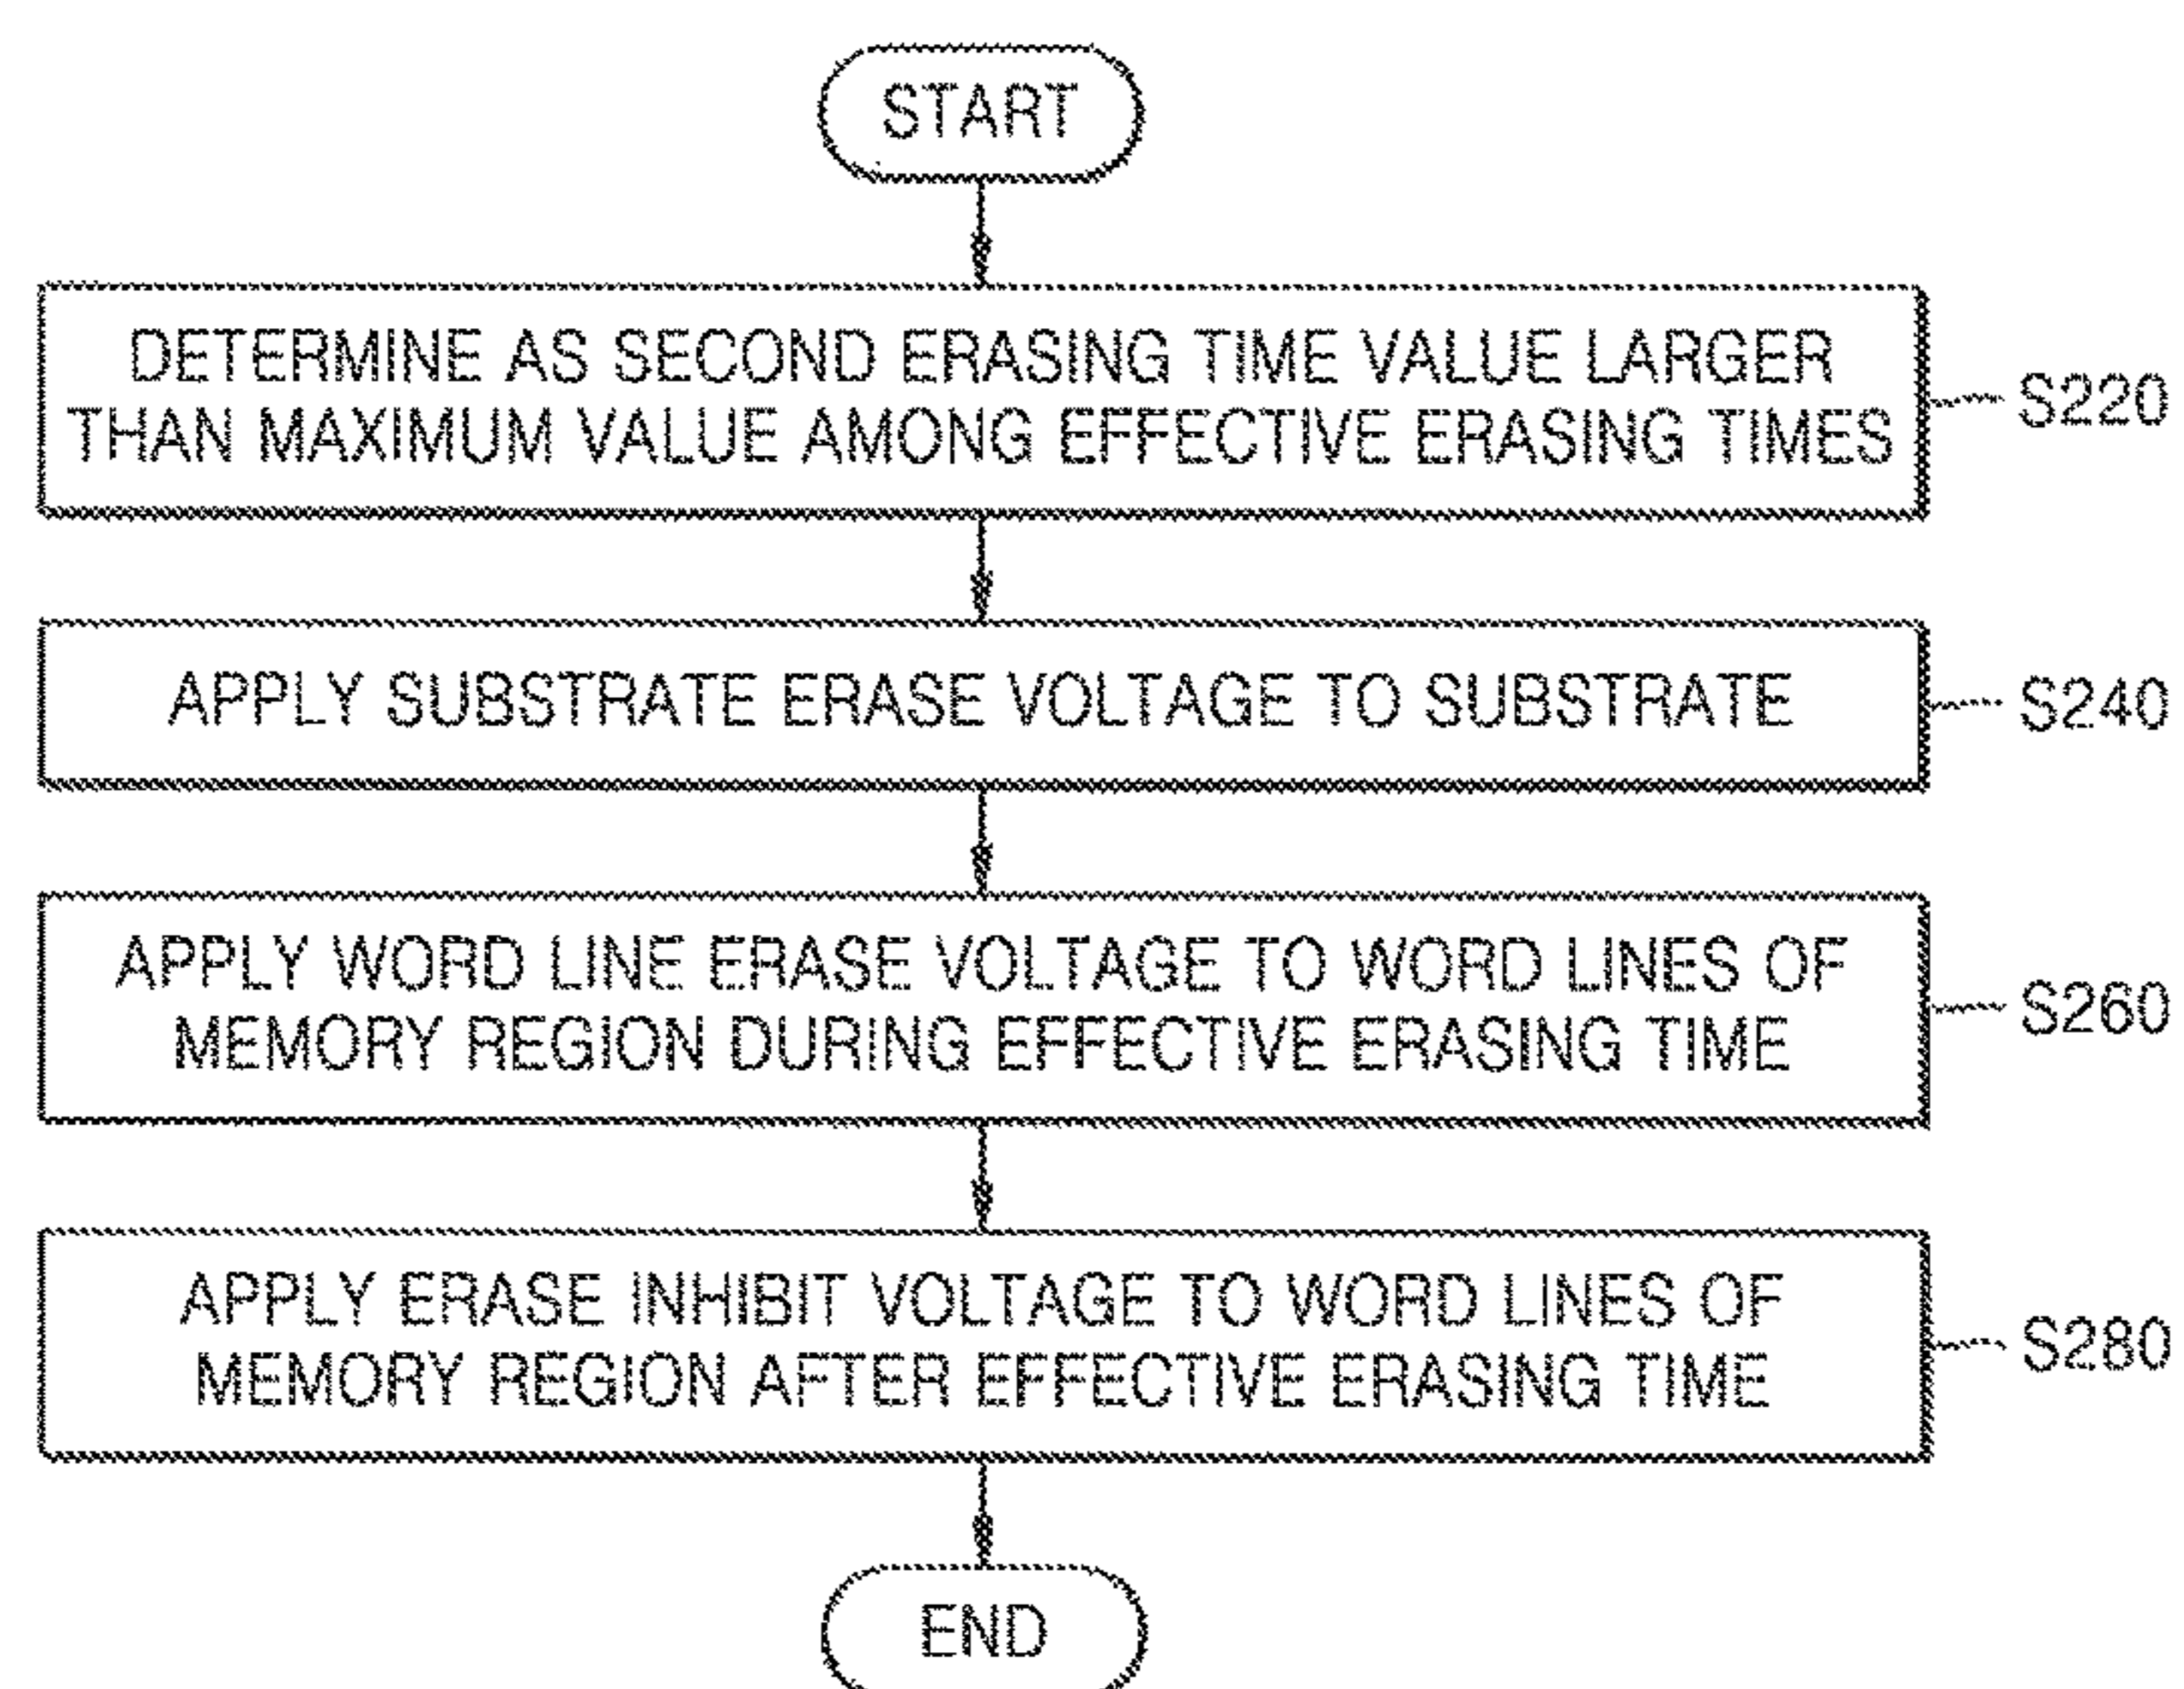 START
DETERMINE AS SECOND ERASING TIME VALUE LARGER
THAN MAXIMUM VALUE AMONG EFFECTIVE ERASING TIMES
S220
APPLY SUBSTRATE ERASE VOLTAGE TO SUBSTRATE
S240
APPLY WORD LINE ERASE VOLTAGE TO WORD LINES OF
MEMORY REGION DURING EFFECTIVE ERASING TIME
S260
APPLY ERASE INHIBIT VOLTAGE TO WORD LINES OF
MEMORY REGION AFTER EFFECTIVE ERASING TIME
S280
END